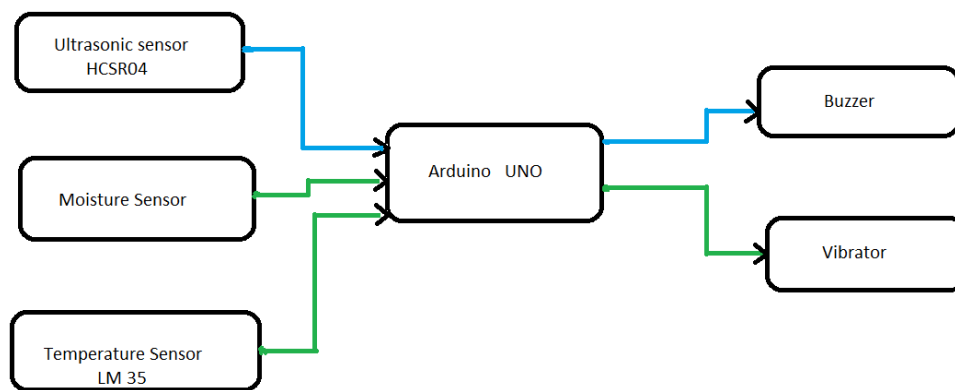 Ultrasonic sensor
HCSR04
Moisture Sensor
Temperature Sensor
LM 35
Arduino UNO
Buzzer
Vibrator